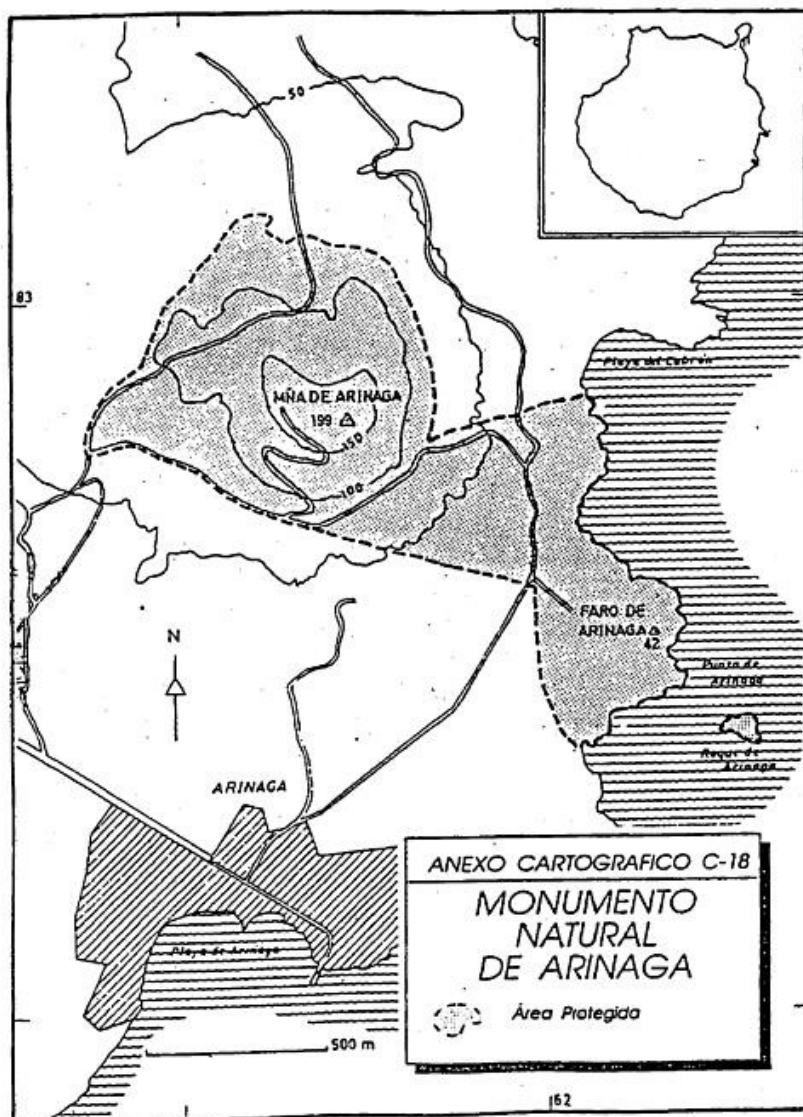 50
83
Playa del Cabrón
MÑA DE ARINAGA
199
150
100
FARO DE
ARINAGA
42
N
Punta de
Arinaga
Roque de
Arinaga
ARINAGA
ANEXO CARTOGRAFICO C-18
MONUMENTO
NATURAL
DE ARINAGA
Área Protegida
Playa de Arinaga
500 m
62